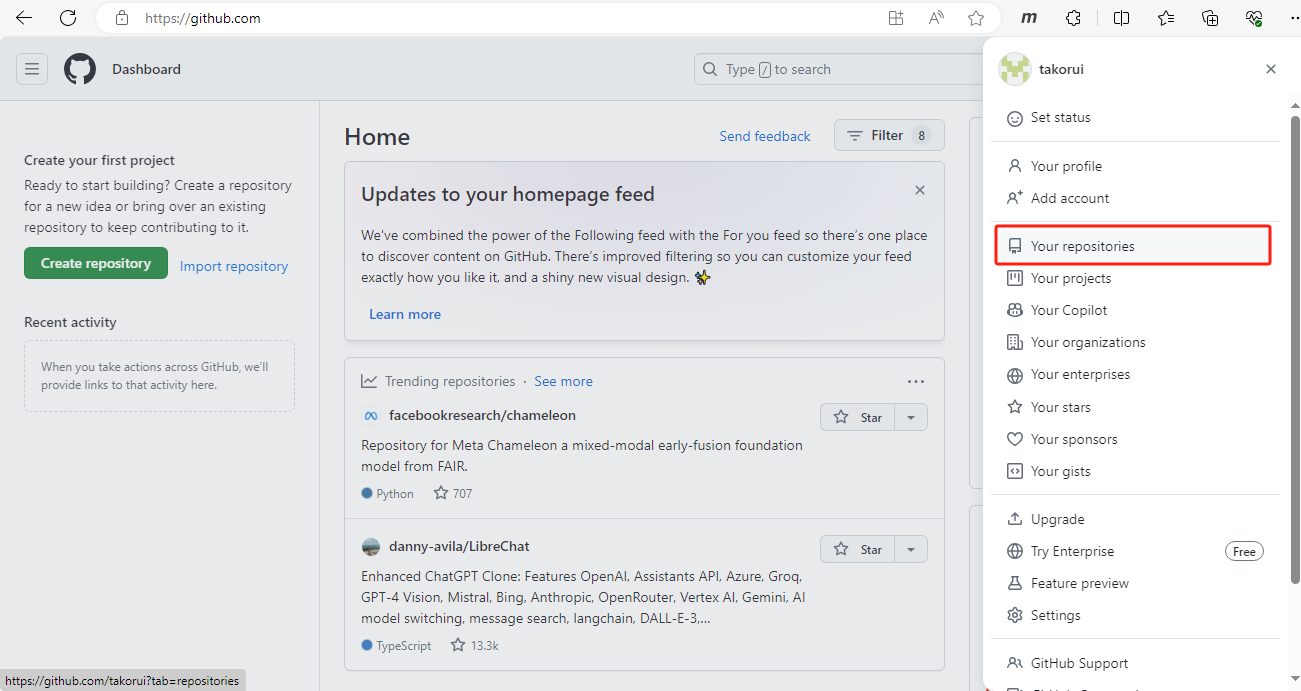 https://github.com
m
Dashboard
Type / to search
Create your first project
Ready to start building? Create a repository
for a new idea or bring over an existing
repository to keep contributing to it.
Create repository
Import repository
Recent activity
When you take actions across GitHub, we'll
provide links to that activity here.
Home
Send feedback
Filter 8
Updates to your homepage feed
We've combined the power of the Following feed with the For you feed so there's one place
to discover content on GitHub. There's improved filtering so you can customize your feed
exactly how you like it, and a shiny new visual design. ✨
Learn more
Trending repositories · See more
facebookresearch/chameleon
Star
Repository for Meta Chameleon a mixed-modal early-fusion foundation
model from FAIR.
Python 707
danny-avila/LibreChat
Star
Enhanced ChatGPT Clone: Features OpenAI, Assistants API, Azure, Groq,
GPT-4 Vision, Mistral, Bing, Anthropic, OpenRouter, Vertex AI, Gemini, AI
model switching, message search, langchain, DALL-E-3,...
TypeScript 13.3k
takorui
Set status
Your profile
Add account
Your repositories
Your projects
Your Copilot
Your organizations
Your enterprises
Your stars
Your sponsors
Your gists
Upgrade
Try Enterprise Free
Feature preview
Settings
GitHub Support
https://github.com/takorui?tab=repositories